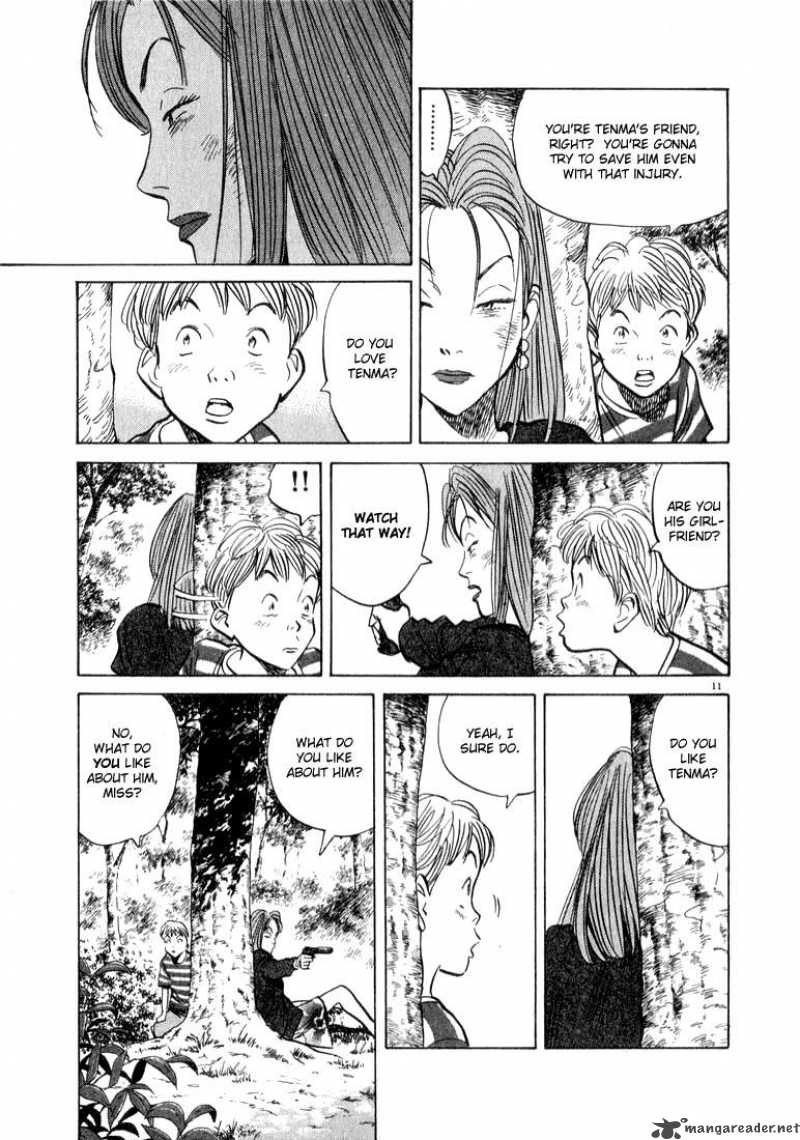 YOU'RE TENMA'S FRIEND,
RIGHT? YOU'RE GONNA
TRY TO SAVE HIM EVEN
WITH THAT INJURY.
........
DO YOU
LOVE
TENMA?
ARE YOU
HIS GIRL-
FRIEND?
WATCH
THAT WAY!
!!
11
DO YOU
LIKE
TENMA?
YEAH, I
SURE DO.
WHAT DO
YOU LIKE
ABOUT HIM?
NO,
WHAT DO
YOU LIKE
ABOUT HIM,
MISS?
mangareader.net